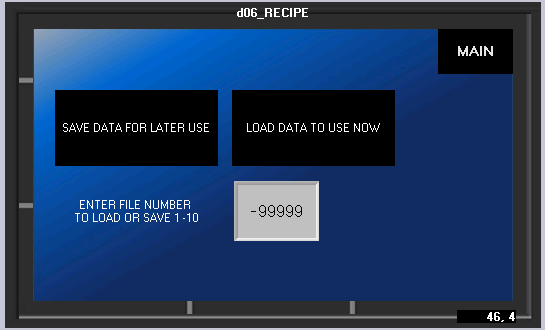 d06_RECIPE
MAIN
SAVE DATA FOR LATER USE
LOAD DATA TO USE NOW
ENTER FILE NUMBER
TO LOAD OR SAVE 1-10
-99999
46, 4